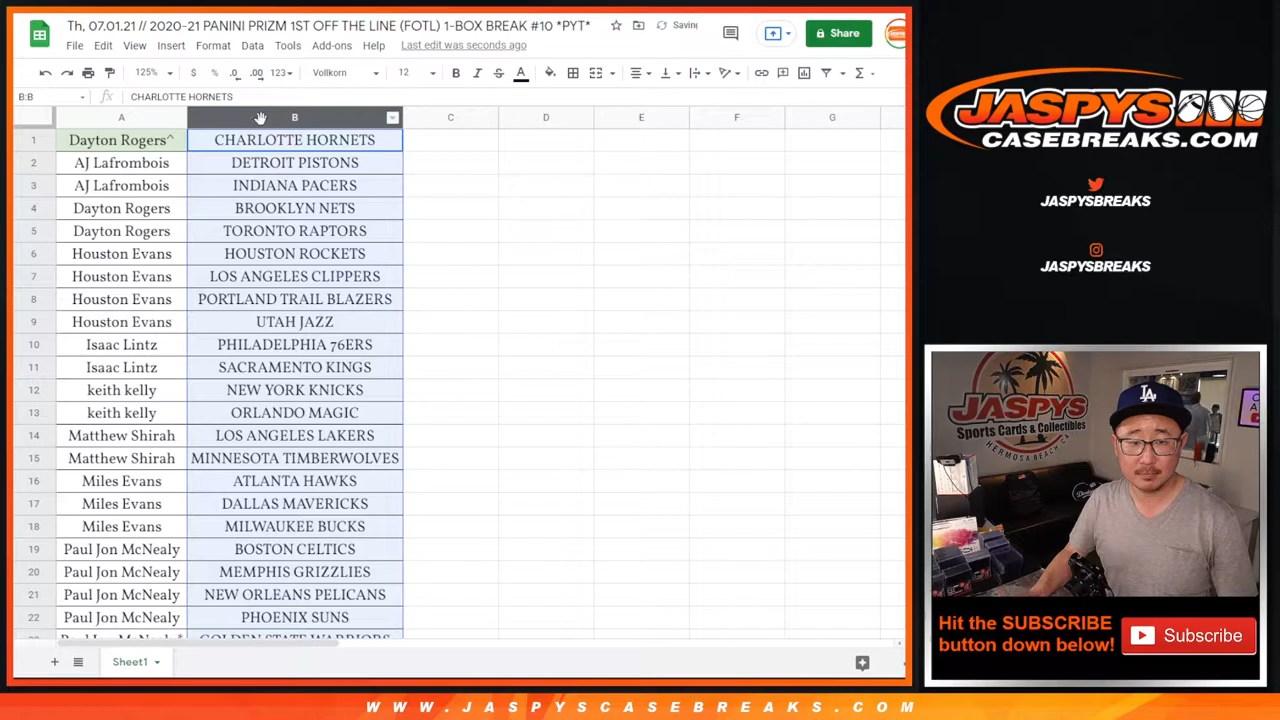 Th, 07.01.21 // 2020-21 PANINI PRIZM 1ST OFF THE LINE (FOTL) 1-BOX BREAK #10 *PYT*
Saving
Share
File Edit View Insert Format Data Tools Add-ons Help Last edit was seconds ago
125% $ % .0 .00 123 Vollkorn 12 B I S A
B:B fx CHARLOTTE HORNETS
A B C D E F G
1 Dayton Rogers^ CHARLOTTE HORNETS
2 AJ Lafrombois DETROIT PISTONS
3 AJ Lafrombois INDIANA PACERS
4 Dayton Rogers BROOKLYN NETS
5 Dayton Rogers TORONTO RAPTORS
6 Houston Evans HOUSTON ROCKETS
7 Houston Evans LOS ANGELES CLIPPERS
8 Houston Evans PORTLAND TRAIL BLAZERS
9 Houston Evans UTAH JAZZ
10 Isaac Lintz PHILADELPHIA 76ERS
11 Isaac Lintz SACRAMENTO KINGS
12 keith kelly NEW YORK KNICKS
13 keith kelly ORLANDO MAGIC
14 Matthew Shirah LOS ANGELES LAKERS
15 Matthew Shirah MINNESOTA TIMBERWOLVES
16 Miles Evans ATLANTA HAWKS
17 Miles Evans DALLAS MAVERICKS
18 Miles Evans MILWAUKEE BUCKS
19 Paul Jon McNealy BOSTON CELTICS
20 Paul Jon McNealy MEMPHIS GRIZZLIES
21 Paul Jon McNealy NEW ORLEANS PELICANS
22 Paul Jon McNealy PHOENIX SUNS
Paul Jon McNealy* GOLDEN STATE WARRIORS
Sheet1
JASPYS
CASEBREAKS.COM
JASPYSBREAKS
JASPYSBREAKS
JASPYS
Sports Cards & Collectibles
HERMOSA BEACH, CA
LA
Hit the SUBSCRIBE
button down below!
Subscribe
WWW.JASPYSCASEBREAKS.COM